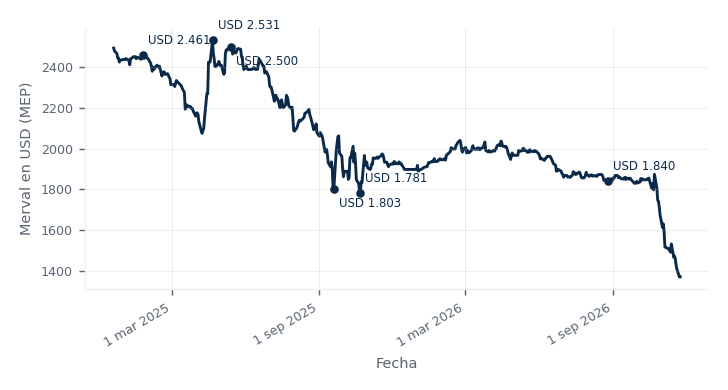 USD 2.531
USD 2.461
USD 2.500
USD 1.840
USD 1.781
USD 1.803
2400
2200
2000
1800
1600
1400
Merval en USD (MEP)
1 mar 2025
1 sep 2025
1 mar 2026
1 sep 2026
Fecha